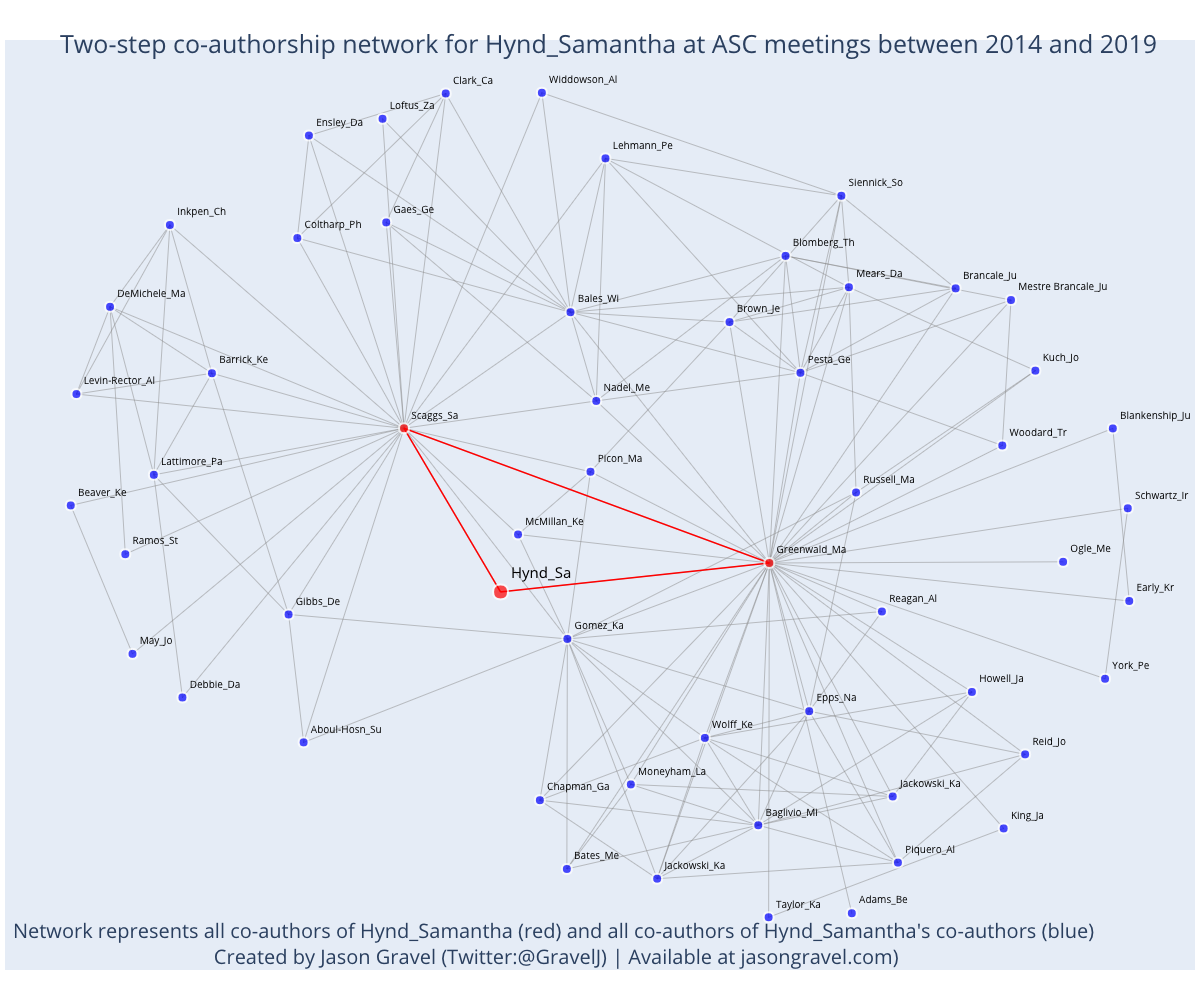 Two-step co-authorship network for Hynd_Samantha at ASC meetings between 2014 and 2019
Clark_Ca
Widdowson_Al
Loftus_Za
Ensley_Da
Lehmann_Pe
Siennick_So
Inkpen_Ch
Gaes_Ge
Coltharp_Ph
Blomberg_Th
Mears_Da
Brancale_Ju
Mestre Brancale_Ju
DeMichele_Ma
Bales_Wi
Brown_Je
Barrick_Ke
Pesta_Ge
Kuch_Jo
Levin-Rector_Al
Nadel_Me
Scaggs_Sa
Blankenship_Ju
Woodard_Tr
Lattimore_Pa
Picon_Ma
Russell_Ma
Beaver_Ke
Schwartz_Ir
McMillan_Ke
Ramos_St
Greenwald_Ma
Ogle_Me
Hynd_Sa
Early_Kr
Gibbs_De
Reagan_Al
Gomez_Ka
May_Jo
York_Pe
Debbie_Da
Howell_Ja
Epps_Na
Aboul-Hosn_Su
Wolff_Ke
Reid_Jo
Moneyham_La
Chapman_Ga
Jackowski_Ka
Baglivio_Mi
King_Ja
Bates_Me
Jackowski_Ka
Piquero_Al
Taylor_Ka
Adams_Be
Network represents all co-authors of Hynd_Samantha (red) and all co-authors of Hynd_Samantha's co-authors (blue)
Created by Jason Gravel (Twitter:@GravelJ) | Available at jasongravel.com)